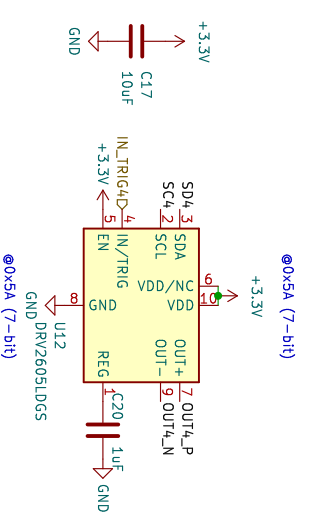 +3.3V
GND
C17
10uF
IN_TRIG4
+3.3V
SD4
SC4
5
4
2
3
EN
IN/TRIG
SCL
SDA
VDD/NC
6
VDD
10
+3.3V
@0x5A (7-bit)
8
GND
GND
U12
DRV2605LDGS
@0x5A (7-bit)
REG
OUT_-
OUT+
1
9
7
OUT4_N
OUT4_P
C20
1uF
GND